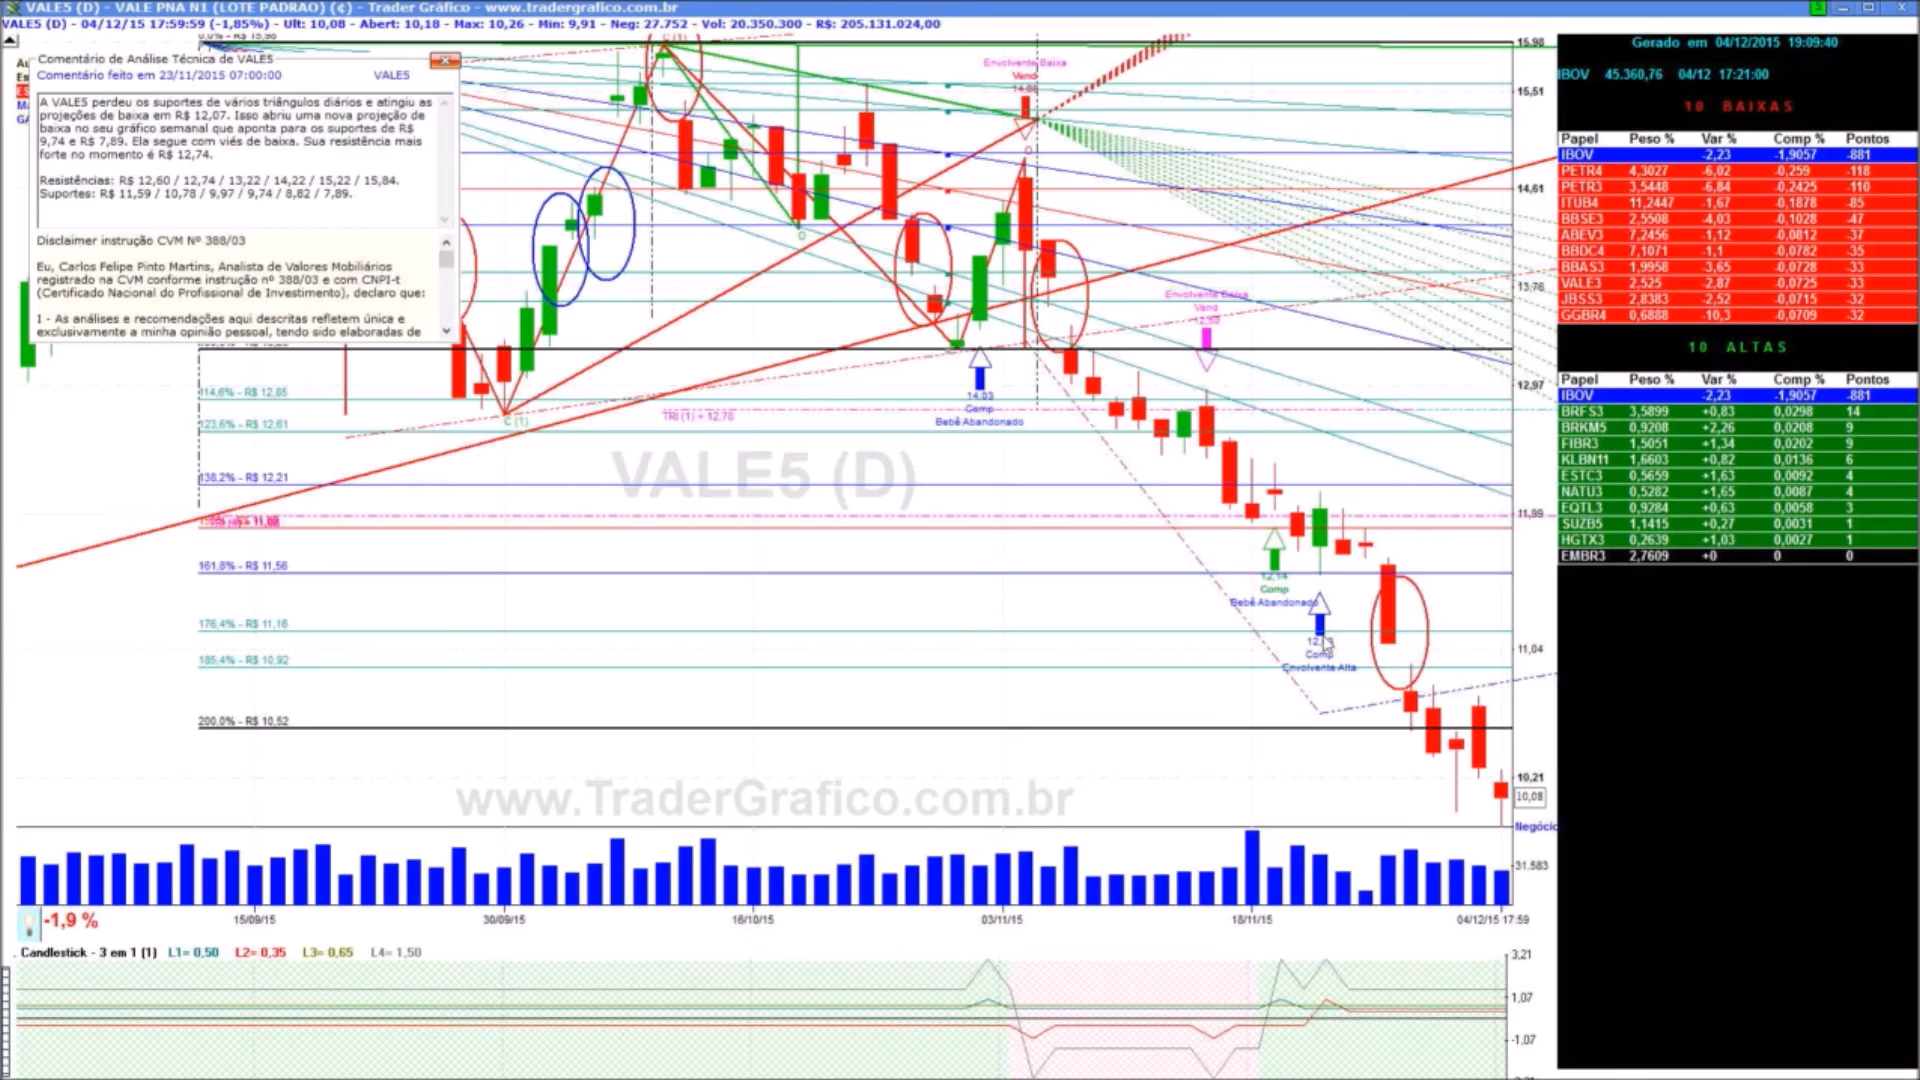 VALE5 (D) - VALE PNA N1 (LOTE PADRAO) (¢) - Trader Gráfico - www.tradergrafico.com.br
VALE5 (D) - 04/12/15 17:59:59 (-1,85%) - Ult: 10,08 - Abert: 10,18 - Max: 10,26 - Min: 9,91 - Neg: 27.752 - Vol: 20.350.300 - R$: 205.131.024,00
0,0% - R$ 15,98
Comentário de Análise Técnica de VALE5
Comentário feito em 23/11/2015 07:00:00 VALE5
A VALE5 perdeu os suportes de vários triângulos diários e atingiu as
projeções de baixa em R$ 12,07. Isso abriu uma nova projeção de
baixa no seu gráfico semanal que aponta para os suportes de R$
9,74 e R$ 7,89. Ela segue com viés de baixa. Sua resistência mais
forte no momento é R$ 12,74.
Resistências: R$ 12,60 / 12,74 / 13,22 / 14,22 / 15,22 / 15,84.
Suportes: R$ 11,59 / 10,78 / 9,97 / 9,74 / 8,82 / 7,89.
Disclaimer instrução CVM Nº 388/03
Eu, Carlos Felipe Pinto Martins, Analista de Valores Mobiliários
registrado na CVM conforme instrução nº 388/03 e com CNPI-t
(Certificado Nacional do Profissional de Investimento), declaro que:
I - As análises e recomendações aqui descritas refletem única e
exclusivamente a minha opinião pessoal, tendo sido elaboradas de
C (1)
Envolvente Baixa
Vend
14,08
O
O
Envolvente Baixa
Vend
12,59
114,6% - R$ 12,85
123,6% - R$ 12,61
138,2% - R$ 12,21
161,8% - R$ 11,56
176,4% - R$ 11,16
185,4% - R$ 10,92
200,0% - R$ 10,52
C (1)
TRI (1) = 12,78
14,03
Comp
Bebê Abandonado
12,14
Comp
Bebê Abandonado
Comp
Envolvente Alta
VALE5 (D)
www.TraderGrafico.com.br
15,98
15,51
14,61
13,76
12,97
11,99
11,04
10,21
10,08
Negócio
31.583
-1,9 %
15/09/15 30/09/15 16/10/15 03/11/15 18/11/15 04/12/15 17:59
Candlestick - 3 em 1 (1) L1= 0,50 L2= 0,35 L3= 0,65 L4= 1,50
3,21
1,07
-1,07
Gerado em 04/12/2015 19:09:40
IBOV 45.360,76 04/12 17:21:00
10 BAIXAS
Papel Peso % Var % Comp % Pontos
IBOV -2,23 -1,9057 -881
PETR4 4,3027 -6,02 -0,259 -118
PETR3 3,5448 -6,84 -0,2425 -110
ITUB4 11,2447 -1,67 -0,1878 -85
BBSE3 2,5508 -4,03 -0,1028 -47
ABEV3 7,2456 -1,12 -0,0812 -37
BBDC4 7,1071 -1,1 -0,0782 -35
BBAS3 1,9958 -3,65 -0,0728 -33
VALE3 2,525 -2,87 -0,0725 -33
JBSS3 2,8383 -2,52 -0,0715 -32
GGBR4 0,6888 -10,3 -0,0709 -32
10 ALTAS
Papel Peso % Var % Comp % Pontos
IBOV -2,23 -1,9057 -881
BRFS3 3,5899 +0,83 0,0298 14
BRKM5 0,9208 +2,26 0,0208 9
FIBR3 1,5051 +1,34 0,0202 9
KLBN11 1,6603 +0,82 0,0136 6
ESTC3 0,5659 +1,63 0,0092 4
NATU3 0,5282 +1,65 0,0087 4
EQTL3 0,9284 +0,63 0,0058 3
SUZB5 1,1415 +0,27 0,0031 1
HGTX3 0,2639 +1,03 0,0027 1
EMBR3 2,7609 +0 0 0